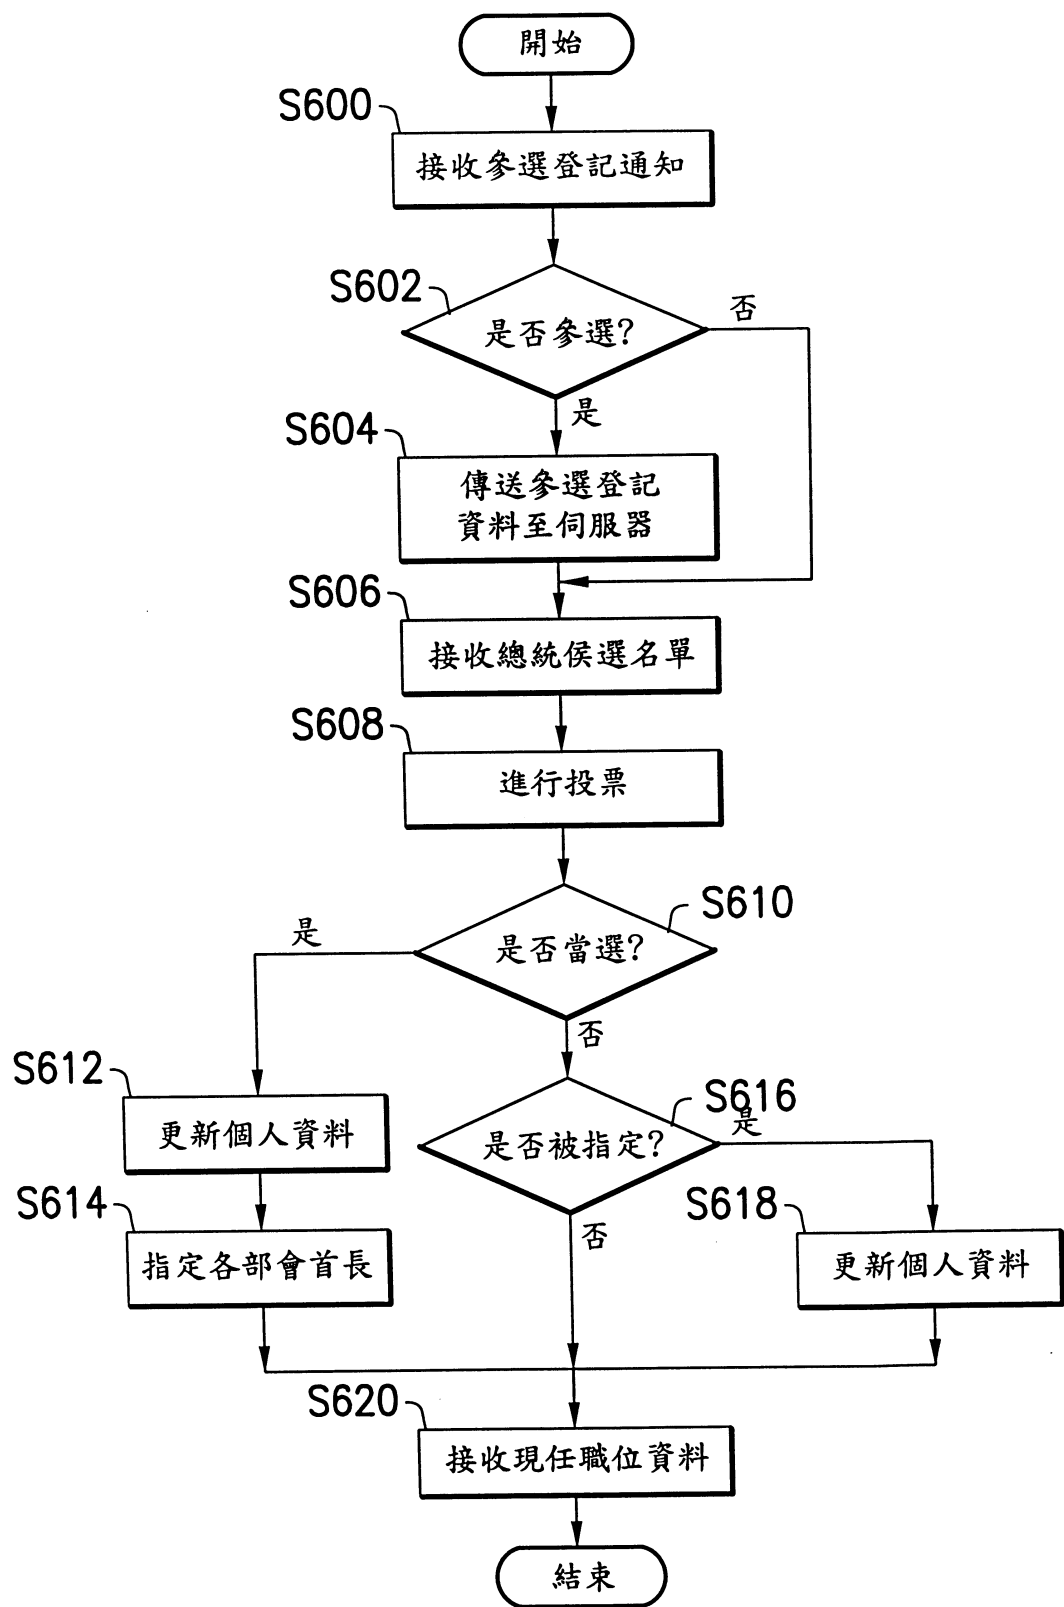 開始
S600
接收參選登記通知
S602
是否參選?
否
是
S604
傳送參選登記
資料至伺服器
S606
接收總統侯選名單
S608
進行投票
S610
是否當選?
是
否
S612
更新個人資料
S614
指定各部會首長
S616
是否被指定?
是
否
S618
更新個人資料
S620
接收現任職位資料
結束